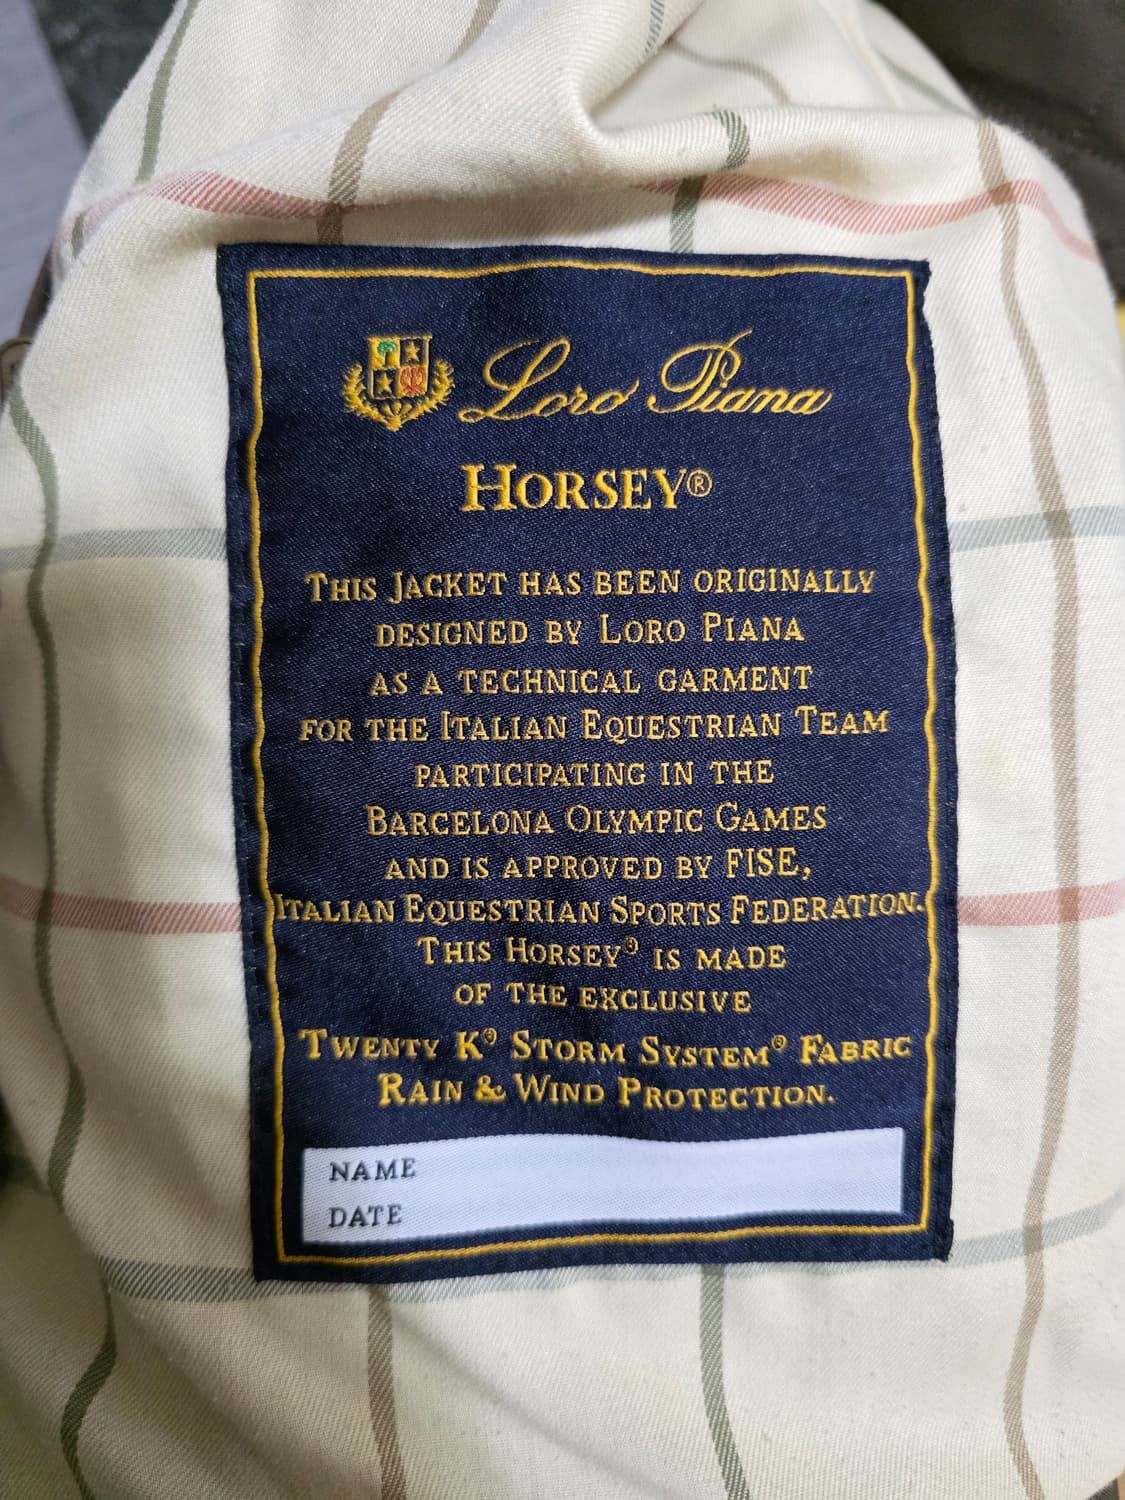 Loro Piana
HORSEY®
THIS JACKET HAS BEEN ORIGINALLY
DESIGNED BY LORO PIANA
AS A TECHNICAL GARMENT
FOR THE ITALIAN EQUESTRIAN TEAM
PARTICIPATING IN THE
BARCELONA OLYMPIC GAMES
AND IS APPROVED BY FISE,
ITALIAN EQUESTRIAN SPORTS FEDERATION.
THIS HORSEY® IS MADE
OF THE EXCLUSIVE
TWENTY K® STORM SYSTEM® FABRIC
RAIN & WIND PROTECTION.
NAME
DATE